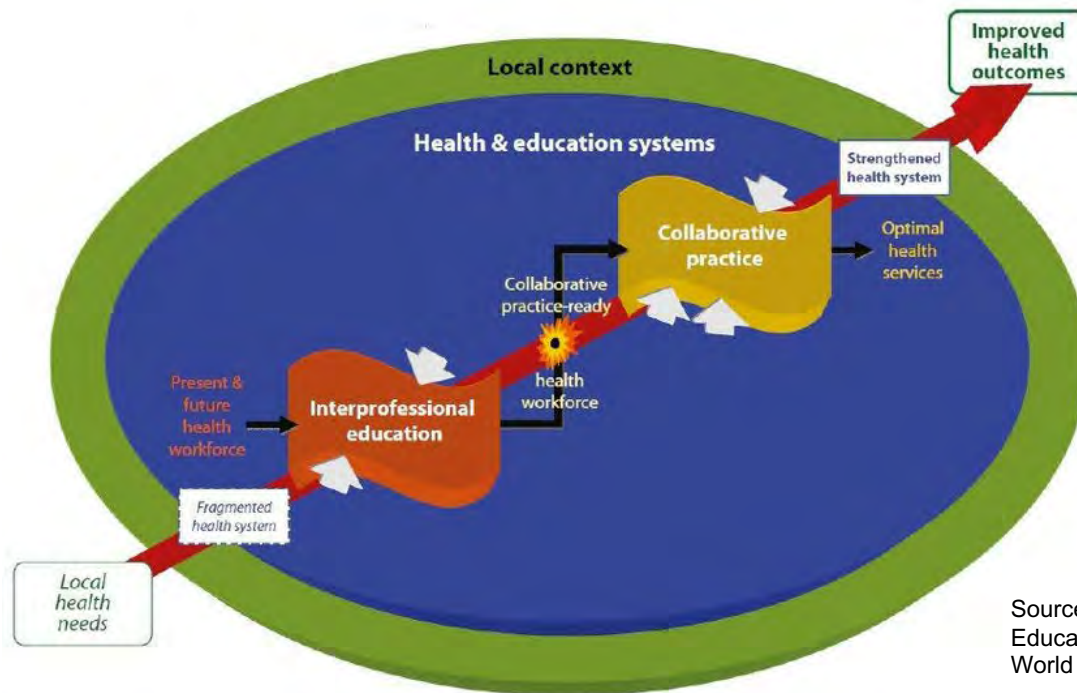 Improved
health
outcomes
Local context
Health & education systems
Strengthened
health system
Collaborative
practice
Optimal
health
services
Collaborative
practice-ready
health
workforce
Present &
future
health
workforce
Interprofessional
education
Fragmented
health system
Local
health
needs
Source
Educa
World